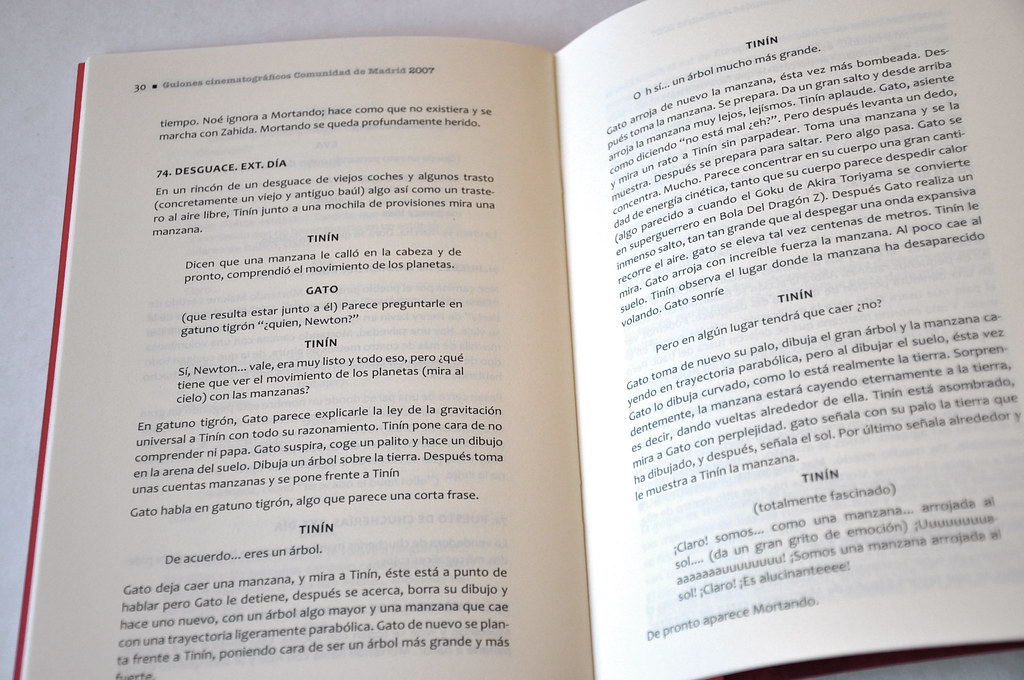 30 ■ Guiones cinematográficos Comunidad de Madrid 2007
tiempo. Noé ignora a Mortando; hace como que no existiera y se
marcha con Zahida. Mortando se queda profundamente herido.
74. DESGUACE. EXT. DÍA
En un rincón de un desguace de viejos coches y algunos trasto
(concretamente un viejo y antiguo baúl) algo así como un traste-
ro al aire libre, Tinín junto a una mochila de provisiones mira una
manzana.
TINÍN
Dicen que una manzana le calló en la cabeza y de
pronto, comprendió el movimiento de los planetas.
GATO
(que resulta estar junto a él) Parece preguntarle en
gatuno tigrón “¿quien, Newton?”
TINÍN
Sí, Newton... vale, era muy listo y todo eso, pero ¿qué
tiene que ver el movimiento de los planetas (mira al
cielo) con las manzanas?
En gatuno tigrón, Gato parece explicarle la ley de la gravitación
universal a Tinín con todo su razonamiento. Tinín pone cara de no
comprender ni papa. Gato suspira, coge un palito y hace un dibujo
en la arena del suelo. Dibuja un árbol sobre la tierra. Después toma
unas cuentas manzanas y se pone frente a Tinín
Gato habla en gatuno tigrón, algo que parece una corta frase.
TINÍN
De acuerdo... eres un árbol.
Gato deja caer una manzana, y mira a Tinín, éste está a punto de
hablar pero Gato le detiene, después se acerca, borra su dibujo y
hace uno nuevo, con un árbol algo mayor y una manzana que cae
con una trayectoria ligeramente parabólica. Gato de nuevo se plan-
ta frente a Tinín, poniendo cara de ser un árbol más grande y más
fuerte.
TINÍN
O h sí... un árbol mucho más grande.
Gato arroja de nuevo la manzana, ésta vez más bombeada. Des-
pués toma la manzana. Se prepara. Da un gran salto y desde arriba
arroja la manzana muy lejos, lejísmos. Tinín aplaude. Gato, asiente
como diciendo “no está mal ¿eh?”. Pero después levanta un dedo,
y mira un rato a Tinín sin parpadear. Toma una manzana y se la
muestra. Después se prepara para saltar. Pero algo pasa. Gato se
concentra. Mucho. Parece concentrar en su cuerpo una gran canti-
dad de energía cinética, tanto que su cuerpo parece despedir calor
(algo parecido a cuando el Goku de Akira Toriyama se convierte
en superguerrero en Bola Del Dragón Z). Después Gato realiza un
inmenso salto, tan tan grande que al despegar una onda expansiva
recorre el aire. gato se eleva tal vez centenas de metros. Tinín le
mira. Gato arroja con increíble fuerza la manzana. Al poco cae al
suelo. Tinín observa el lugar donde la manzana ha desaparecido
volando. Gato sonríe
TINÍN
Pero en algún lugar tendrá que caer ¿no?
Gato toma de nuevo su palo, dibuja el gran árbol y la manzana ca-
yendo en trayectoria parabólica, pero al dibujar el suelo, ésta vez
Gato lo dibuja curvado, como lo está realmente la tierra. Sorpren-
dentemente, la manzana estará cayendo eternamente a la tierra,
es decir, dando vueltas alrededor de ella. Tinín está asombrado,
mira a Gato con perplejidad. gato señala con su palo la tierra que
ha dibujado, y después, señala el sol. Por último señala alrededor y
le muestra a Tinín la manzana.
TINÍN
(totalmente fascinado)
¡Claro! somos... como una manzana... arrojada al
sol.... (da un gran grito de emoción) ¡Uuuuuuuua
aaaaaaauuuuuuuu! ¡Somos una manzana arrojada al
sol! ¡Claro! ¡Es alucinanteeee!
De pronto aparece Mortando.